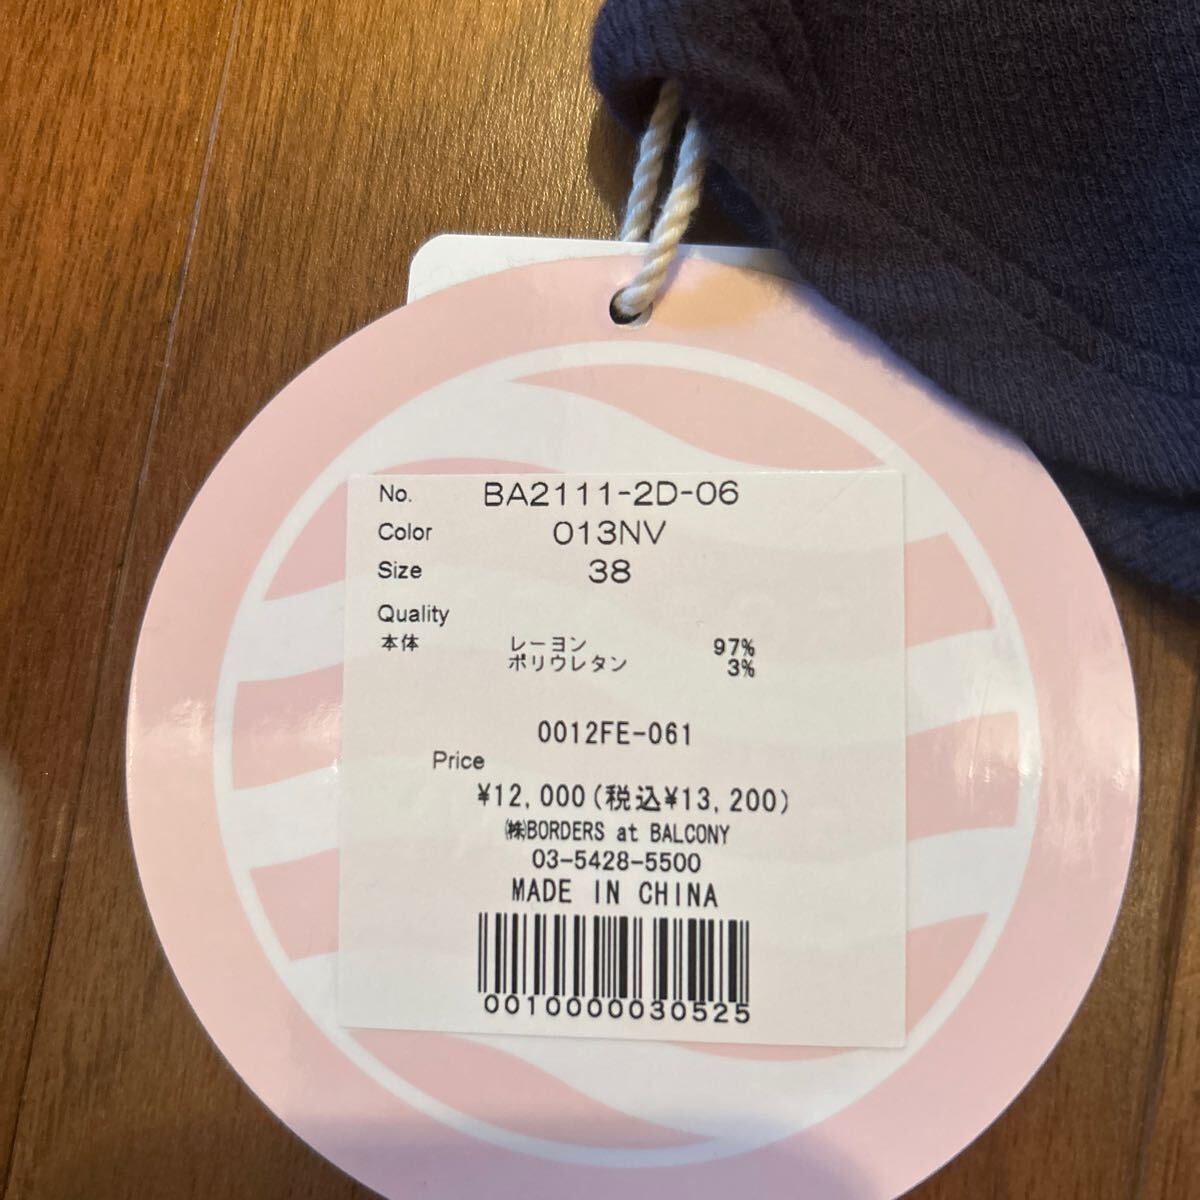 No. BA2111-2D-06
Color 013NV
Size 38
Quality
本体 レーヨン 97%
ポリウレタン 3%
0012FE-061
Price
¥12,000(税込¥13,200)
㈱BORDERS at BALCONY
03-5428-5500
MADE IN CHINA
0010000030525